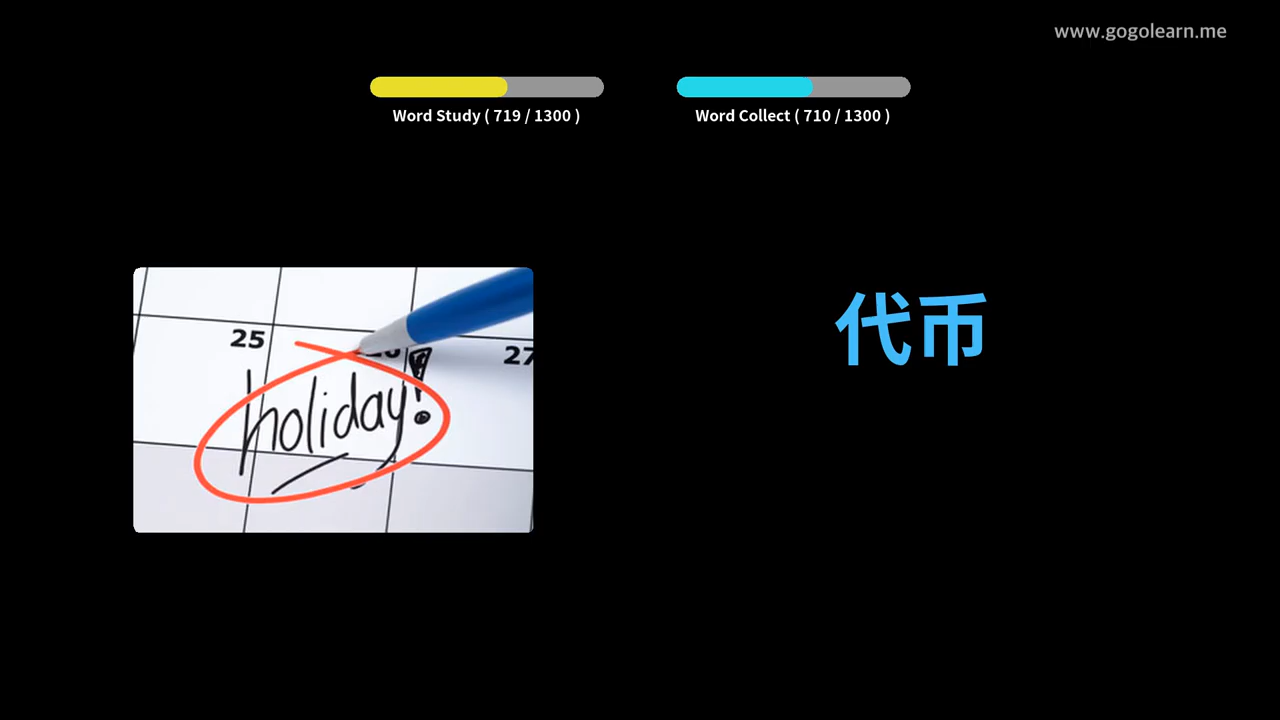 www.gogolearn.me
Word Study ( 719 / 1300 )
Word Collect ( 710 / 1300 )
代币
25
27
holiday!